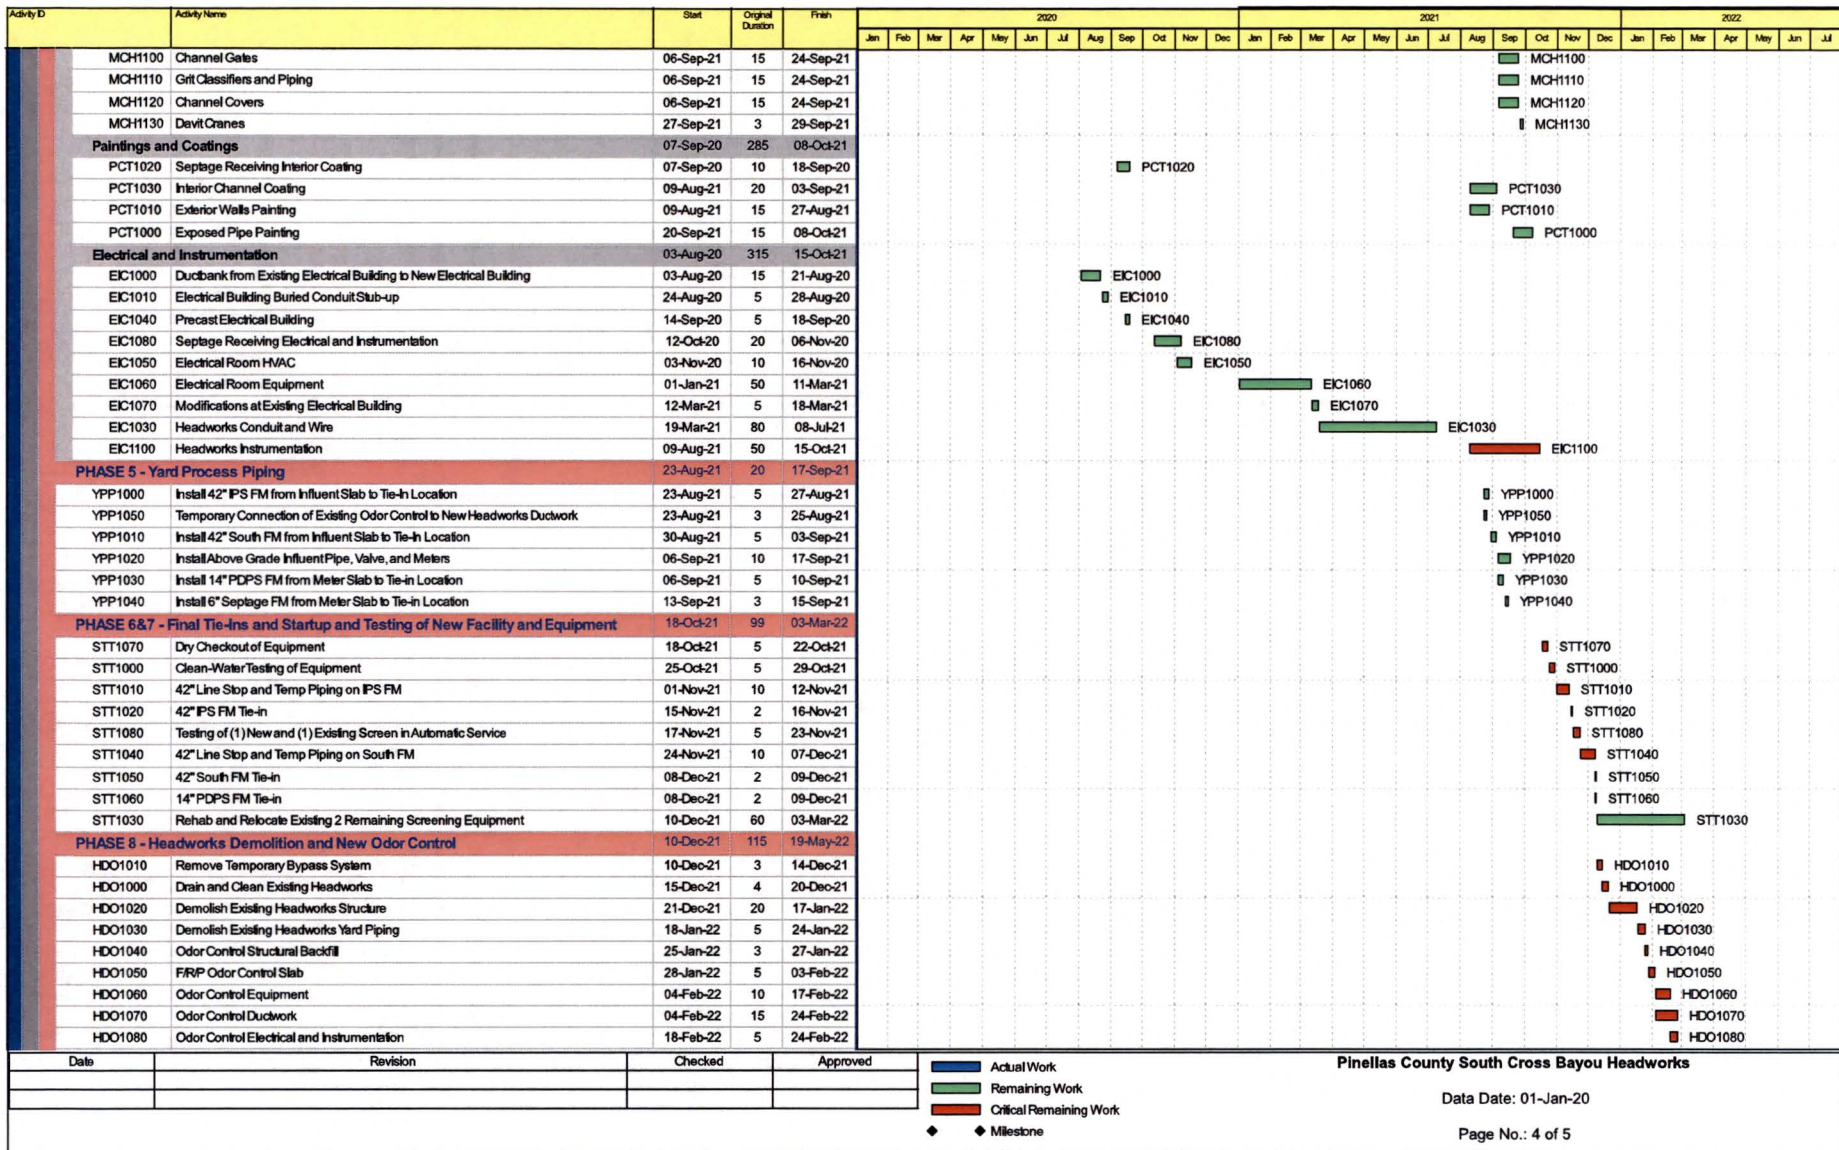 Activity ID Activity Name Start Original Duration Finish 2020 2021 2022
Jan Feb Mar Apr May Jun Jul Aug Sep Oct Nov Dec Jan Feb Mar Apr May Jun Jul Aug Sep Oct Nov Dec Jan Feb Mar Apr May Jun Jul
MCH1100 Channel Gates 06-Sep-21 15 24-Sep-21 MCH1100
MCH1110 Grit Classifiers and Piping 06-Sep-21 15 24-Sep-21 MCH1110
MCH1120 Channel Covers 06-Sep-21 15 24-Sep-21 MCH1120
MCH1130 Davit Cranes 27-Sep-21 3 29-Sep-21 MCH1130
Paintings and Coatings 07-Sep-20 285 08-Oct-21
PCT1020 Septage Receiving Interior Coating 07-Sep-20 10 18-Sep-20 PCT1020
PCT1030 Interior Channel Coating 09-Aug-21 20 03-Sep-21 PCT1030
PCT1010 Exterior Walls Painting 09-Aug-21 15 27-Aug-21 PCT1010
PCT1000 Exposed Pipe Painting 20-Sep-21 15 08-Oct-21 PCT1000
Electrical and Instrumentation 03-Aug-20 315 15-Oct-21
EIC1000 Ductbank from Existing Electrical Building to New Electrical Building 03-Aug-20 15 21-Aug-20 EIC1000
EIC1010 Electrical Building Buried Conduit Stub-up 24-Aug-20 5 28-Aug-20 EIC1010
EIC1040 Precast Electrical Building 14-Sep-20 5 18-Sep-20 EIC1040
EIC1080 Septage Receiving Electrical and Instrumentation 12-Oct-20 20 06-Nov-20 EIC1080
EIC1050 Electrical Room HVAC 03-Nov-20 10 16-Nov-20 EIC1050
EIC1060 Electrical Room Equipment 01-Jan-21 50 11-Mar-21 EIC1060
EIC1070 Modifications at Existing Electrical Building 12-Mar-21 5 18-Mar-21 EIC1070
EIC1030 Headworks Conduit and Wire 19-Mar-21 80 08-Jul-21 EIC1030
EIC1100 Headworks Instrumentation 09-Aug-21 50 15-Oct-21 EIC1100
PHASE 5 - Yard Process Piping 23-Aug-21 20 17-Sep-21
YPP1000 Install 42" IPS FM from Influent Slab to Tie-In Location 23-Aug-21 5 27-Aug-21 YPP1000
YPP1050 Temporary Connection of Existing Odor Control to New Headworks Ductwork 23-Aug-21 3 25-Aug-21 YPP1050
YPP1010 Install 42" South FM from Influent Slab to Tie-In Location 30-Aug-21 5 03-Sep-21 YPP1010
YPP1020 Install Above Grade Influent Pipe, Valve, and Meters 06-Sep-21 10 17-Sep-21 YPP1020
YPP1030 Install 14" PDPS FM from Meter Slab to Tie-in Location 06-Sep-21 5 10-Sep-21 YPP1030
YPP1040 Install 6" Septage FM from Meter Slab to Tie-in Location 13-Sep-21 3 15-Sep-21 YPP1040
PHASE 6&7 - Final Tie-Ins and Startup and Testing of New Facility and Equipment 18-Oct-21 99 03-Mar-22
STT1070 Dry Checkout of Equipment 18-Oct-21 5 22-Oct-21 STT1070
STT1000 Clean-Water Testing of Equipment 25-Oct-21 5 29-Oct-21 STT1000
STT1010 42" Line Stop and Temp Piping on IPS FM 01-Nov-21 10 12-Nov-21 STT1010
STT1020 42" IPS FM Tie-in 15-Nov-21 2 16-Nov-21 STT1020
STT1080 Testing of (1) New and (1) Existing Screen in Automatic Service 17-Nov-21 5 23-Nov-21 STT1080
STT1040 42" Line Stop and Temp Piping on South FM 24-Nov-21 10 07-Dec-21 STT1040
STT1050 42" South FM Tie-in 08-Dec-21 2 09-Dec-21 STT1050
STT1060 14" PDPS FM Tie-in 08-Dec-21 2 09-Dec-21 STT1060
STT1030 Rehab and Relocate Existing 2 Remaining Screening Equipment 10-Dec-21 60 03-Mar-22 STT1030
PHASE 8 - Headworks Demolition and New Odor Control 10-Dec-21 115 19-May-22
HDO1010 Remove Temporary Bypass System 10-Dec-21 3 14-Dec-21 HDO1010
HDO1000 Drain and Clean Existing Headworks 15-Dec-21 4 20-Dec-21 HDO1000
HDO1020 Demolish Existing Headworks Structure 21-Dec-21 20 17-Jan-22 HDO1020
HDO1030 Demolish Existing Headworks Yard Piping 18-Jan-22 5 24-Jan-22 HDO1030
HDO1040 Odor Control Structural Backfill 25-Jan-22 3 27-Jan-22 HDO1040
HDO1050 F/R/P Odor Control Slab 28-Jan-22 5 03-Feb-22 HDO1050
HDO1060 Odor Control Equipment 04-Feb-22 10 17-Feb-22 HDO1060
HDO1070 Odor Control Ductwork 04-Feb-22 15 24-Feb-22 HDO1070
HDO1080 Odor Control Electrical and Instrumentation 18-Feb-22 5 24-Feb-22 HDO1080
Date Revision Checked Approved
Actual Work
Remaining Work
Critical Remaining Work
Milestone
Pinellas County South Cross Bayou Headworks
Data Date: 01-Jan-20
Page No.: 4 of 5